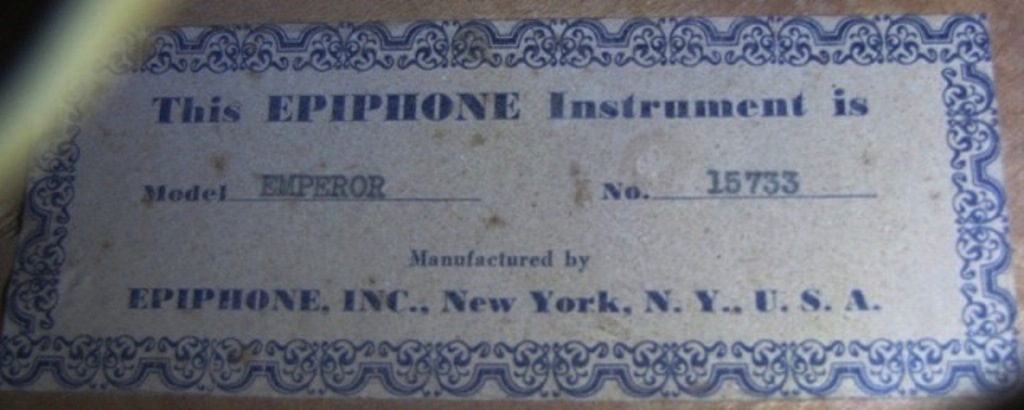 This EPIPHONE Instrument is
Model EMPEROR No. 15733
Manufactured by
EPIPHONE, INC., New York, N. Y., U. S. A.